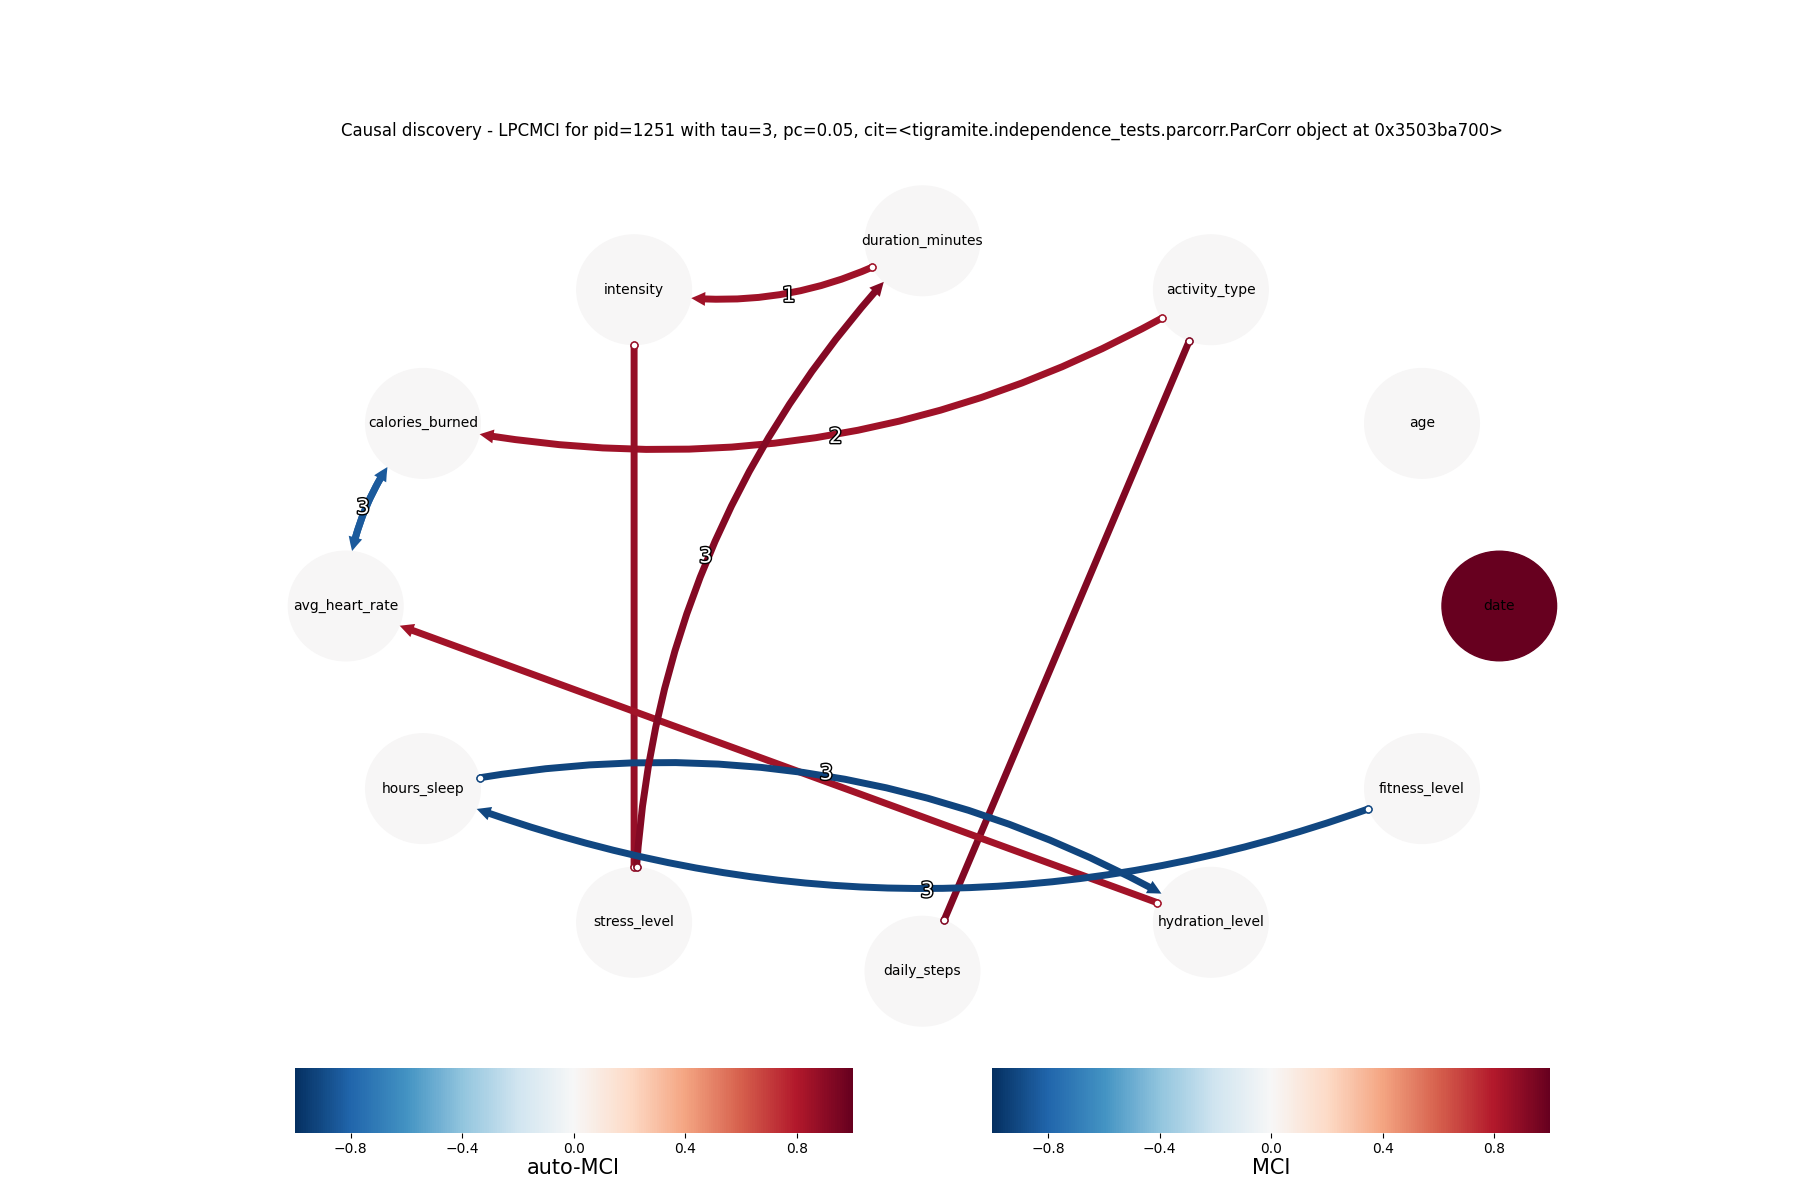 Causal discovery - LPCMCI for pid=1251 with tau=3, pc=0.05, cit=<tigramite.independence_tests.parcorr.ParCorr object at 0x3503ba700>
duration_minutes
intensity
activity_type
1
calories_burned
age
2
3
3
avg_heart_rate
date
3
hours_sleep
fitness_level
3
stress_level
hydration_level
daily_steps
−0.8 −0.4 0.0 0.4 0.8
auto-MCI
−0.8 −0.4 0.0 0.4 0.8
MCI